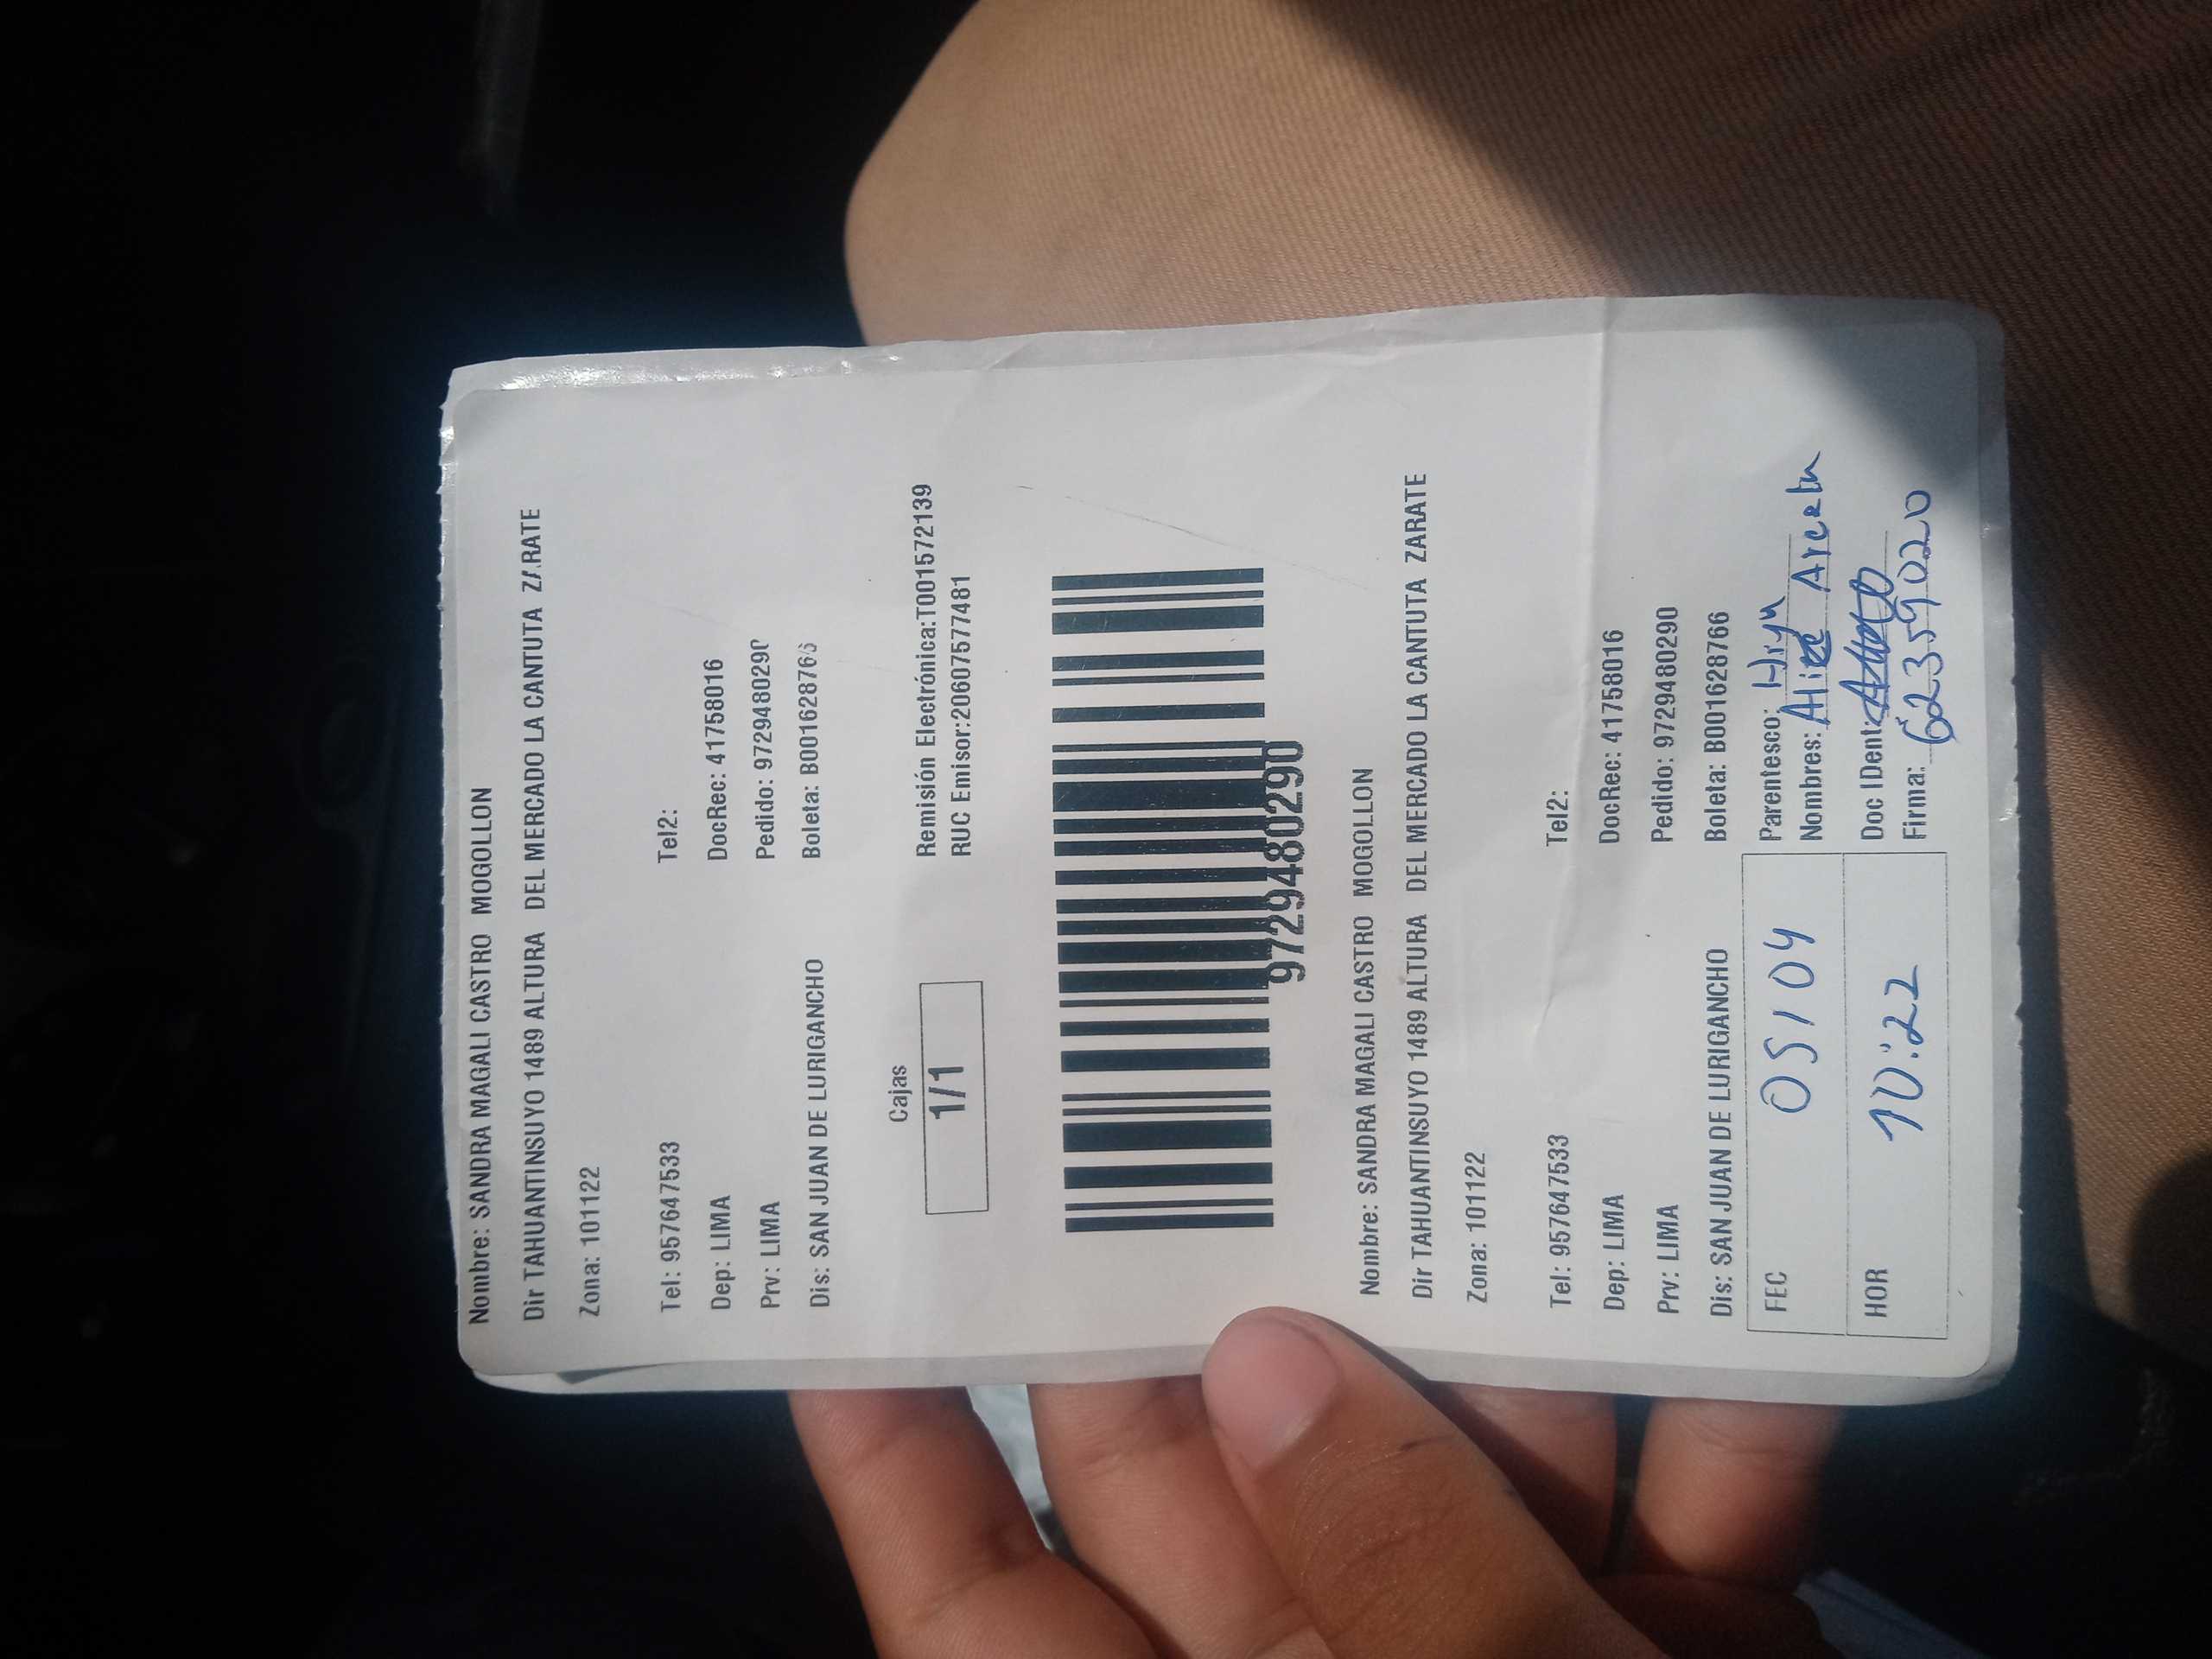 Nombre: SANDRA MAGALI CASTRO MOGOLLON
Dir TAHUANTINSUYO 1489 ALTURA DEL MERCADO LA CANTUTA ZARATE
Zona: 101122
Tel: 957647533 Tel2:
Dep: LIMA DocRec: 41758016
Prv: LIMA Pedido: 972948029
Dis: SAN JUAN DE LURIGANCHO Boleta: B001628766
Cajas
1/1
Remisión Electrónica:T001572139
RUC Emisor:20607577481
9729480290
Nombre: SANDRA MAGALI CASTRO MOGOLLON
Dir TAHUANTINSUYO 1489 ALTURA DEL MERCADO LA CANTUTA ZARATE
Zona: 101122
Tel: 957647533 Tel2:
Dep: LIMA DocRec: 41758016
Prv: LIMA Pedido: 9729480290
Dis: SAN JUAN DE LURIGANCHO Boleta: B001628766
FEC 05/04 Parentesco:
Nombres:
HOR 10:22 Doc IDent:
Firma: 62359020